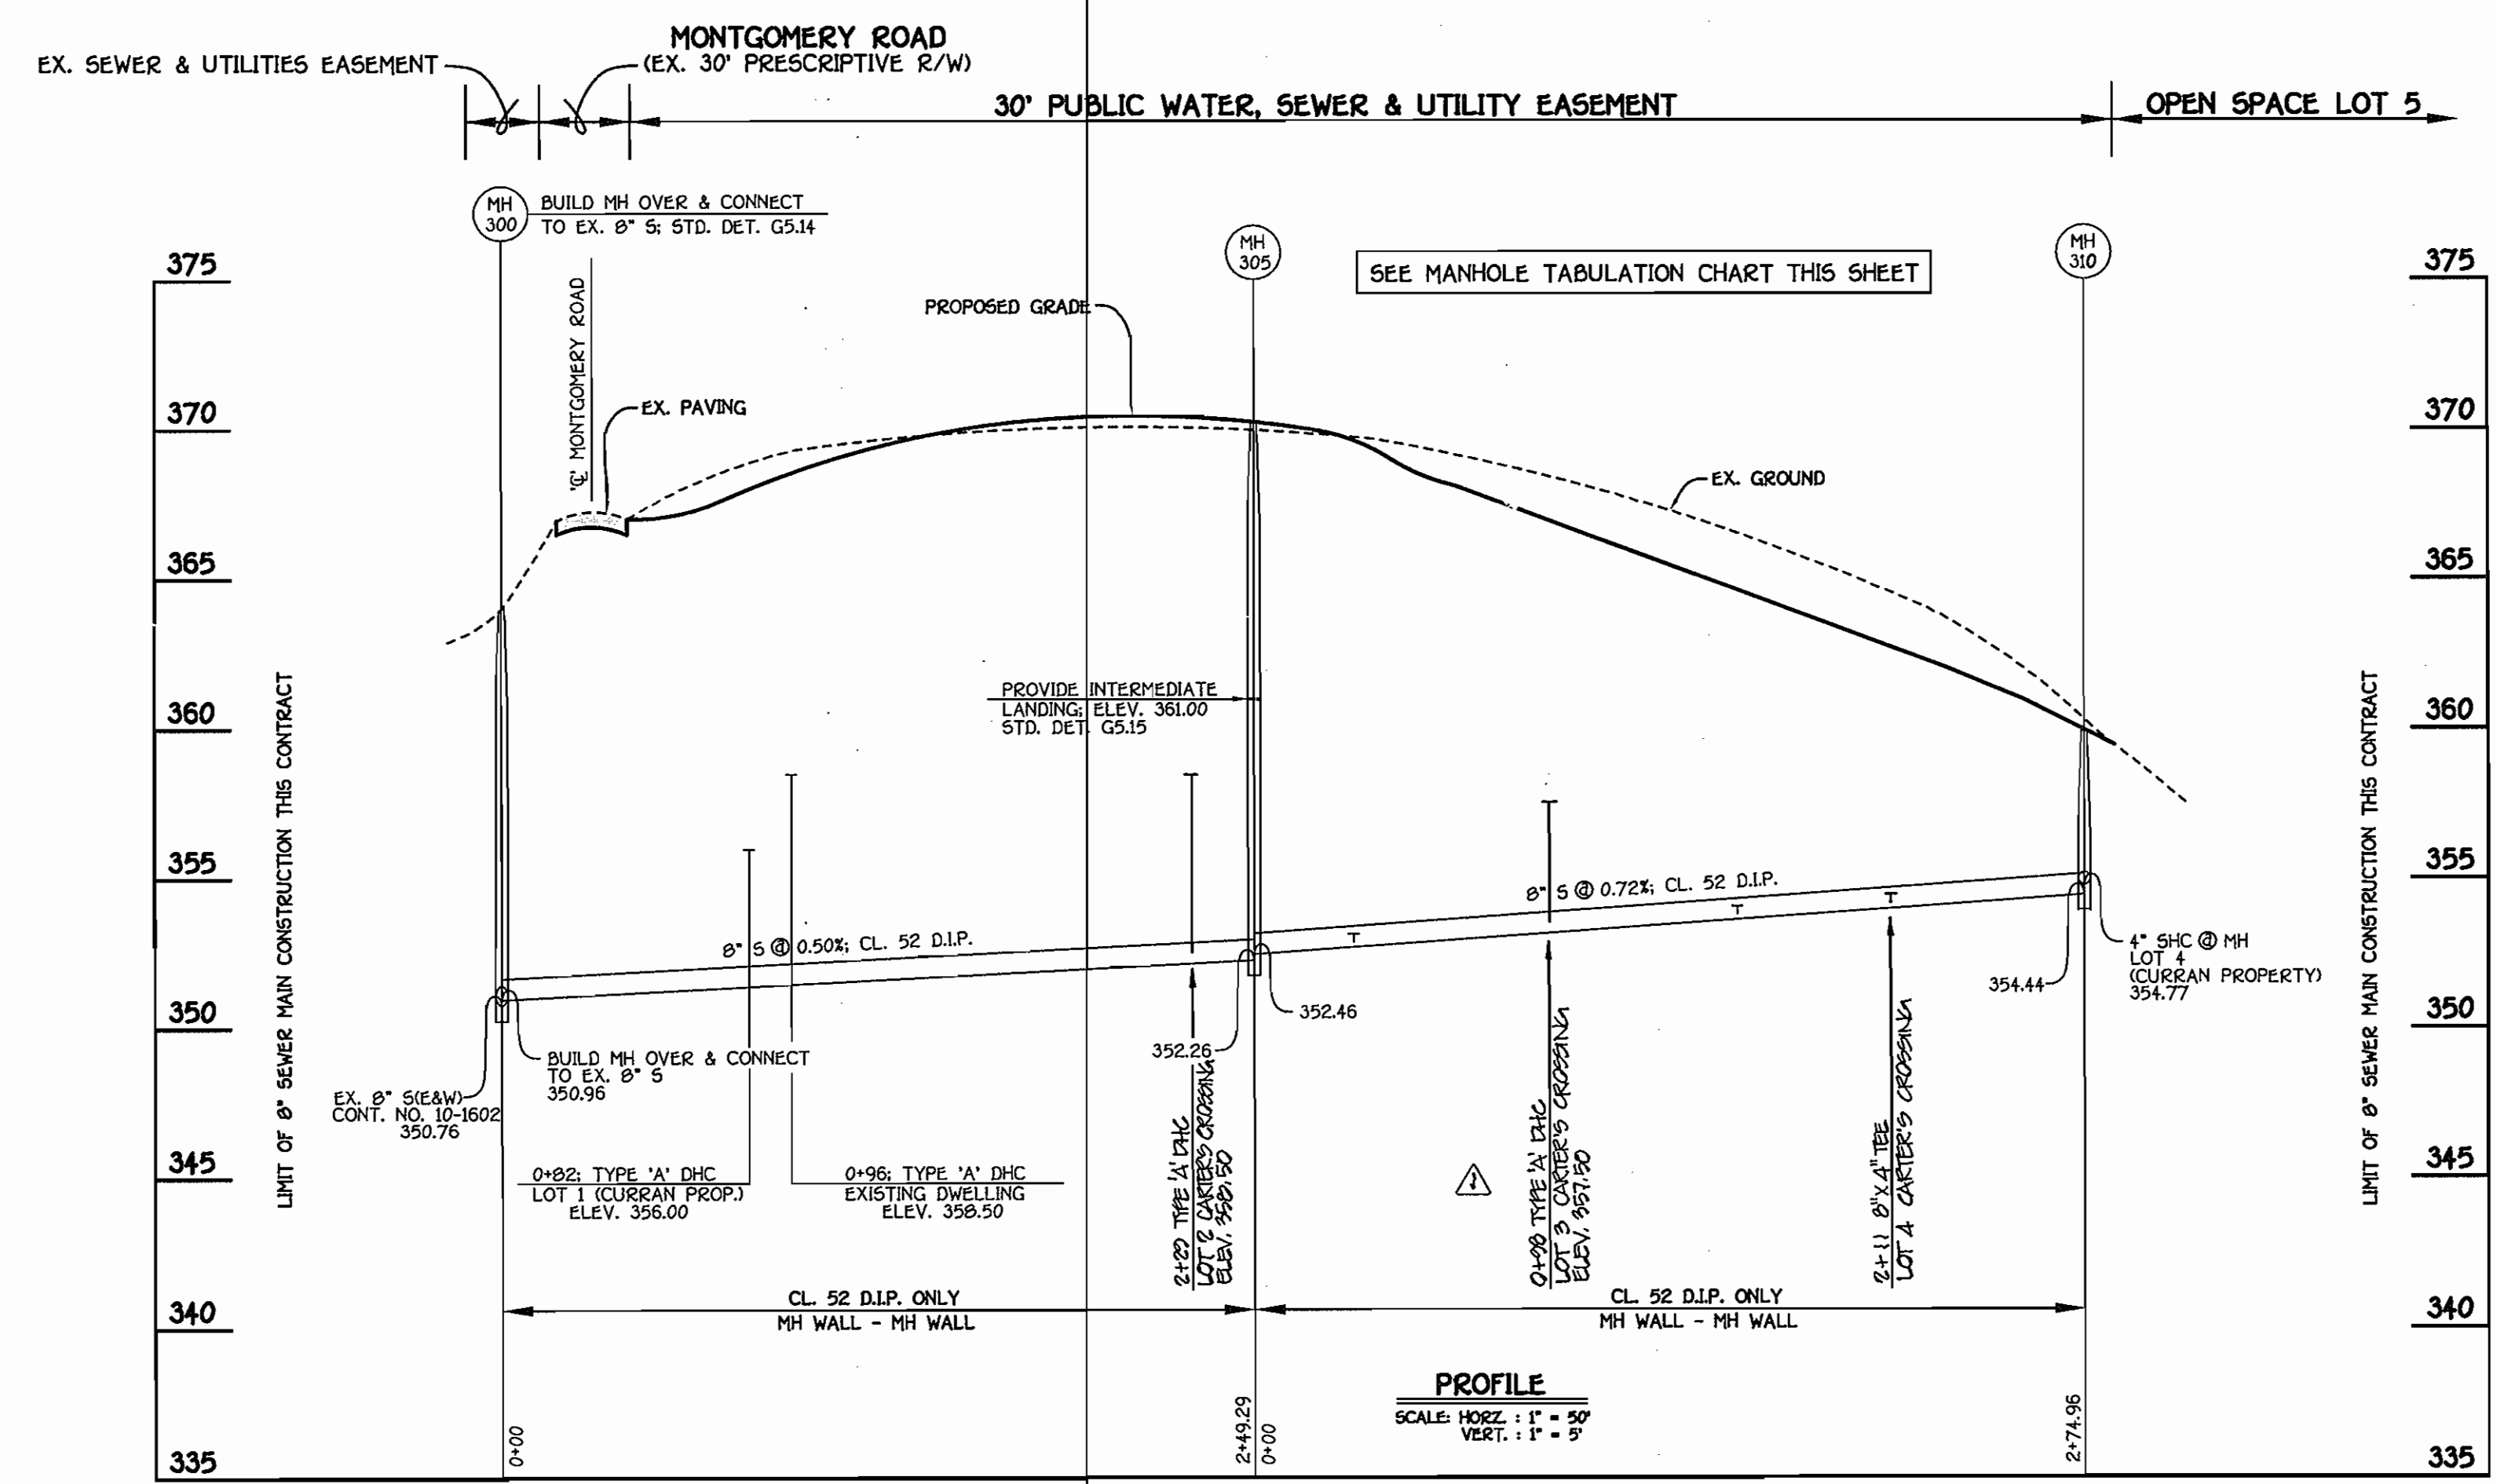 MONTGOMERY ROAD
(EX. 30' PRESCRIPTIVE R/W)
EX. SEWER & UTILITIES EASEMENT
30' PUBLIC WATER, SEWER & UTILITY EASEMENT
OPEN SPACE LOT 5
MH
300
BUILD MH OVER & CONNECT
TO EX. 8" S; STD. DET. G5.14
MH
305
MH
310
SEE MANHOLE TABULATION CHART THIS SHEET
375
370
365
360
355
350
345
340
335
375
370
365
360
355
350
345
340
335
℄ MONTGOMERY ROAD
PROPOSED GRADE
EX. PAVING
EX. GROUND
LIMIT OF 8" SEWER MAIN CONSTRUCTION THIS CONTRACT
PROVIDE INTERMEDIATE
LANDING; ELEV. 361.00
STD. DET. G5.15
LIMIT OF 8" SEWER MAIN CONSTRUCTION THIS CONTRACT
8" S @ 0.50%; CL. 52 D.I.P.
8" S @ 0.72%; CL. 52 D.I.P.
T
T
T
4" SHC @ MH
LOT 4
(CURRAN PROPERTY)
354.77
354.44
352.46
352.26
BUILD MH OVER & CONNECT
TO EX. 8" S
350.96
EX. 8" S(E&W)
CONT. NO. 10-1602
350.76
0+82; TYPE 'A' DHC
LOT 1 (CURRAN PROP.)
ELEV. 356.00
0+96; TYPE 'A' DHC
EXISTING DWELLING
ELEV. 358.50
TYPE 'A' DHC
LOT 2 CARTERS CROSSING
ELEV. 358.50
0+98 TYPE 'A' DHC
LOT 3 CARTER'S CROSSING
ELEV. 357.50
2+11 8"X4" TEE
LOT 4 CARTER'S CROSSING
CL. 52 D.I.P. ONLY
MH WALL - MH WALL
CL. 52 D.I.P. ONLY
MH WALL - MH WALL
PROFILE
SCALE: HORZ. : 1" = 50'
VERT. : 1" = 5'
0+00
2+49.29
0+00
2+74.96